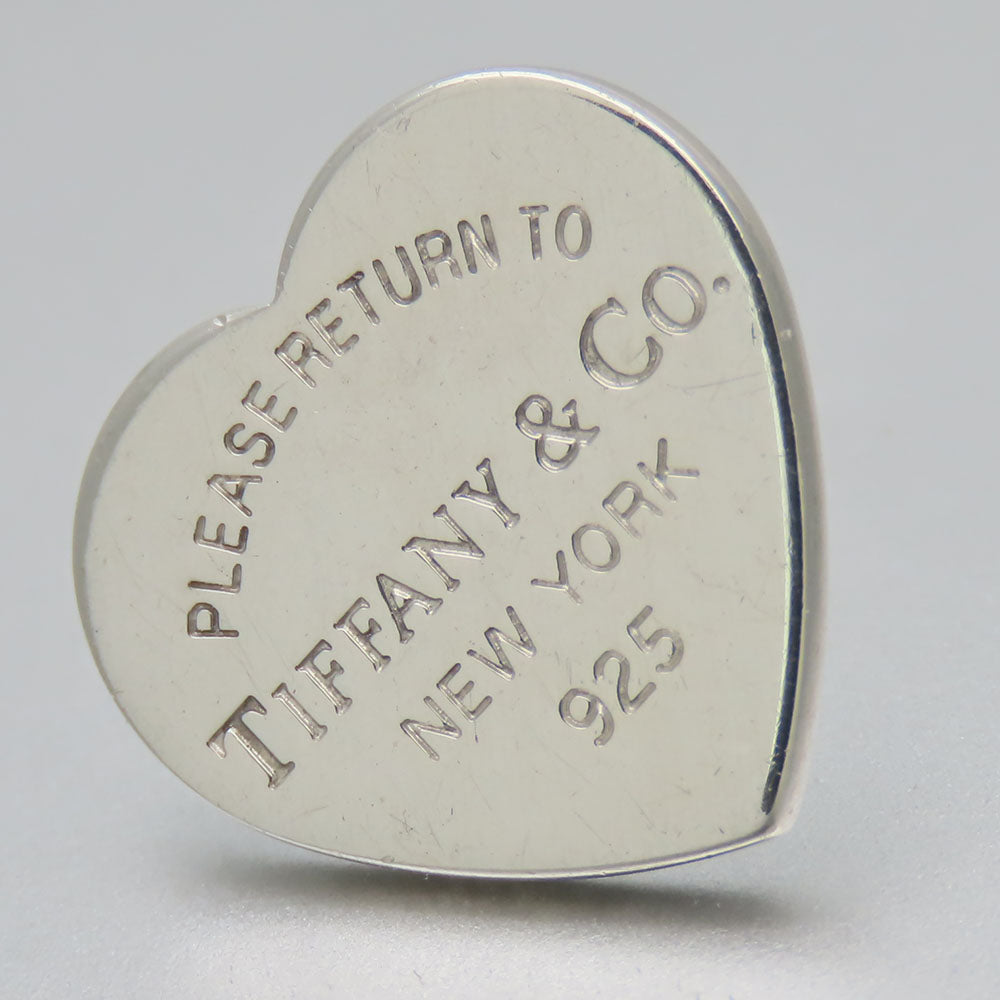 PLEASE RETURN TO
TIFFANY & CO.
NEW YORK
925